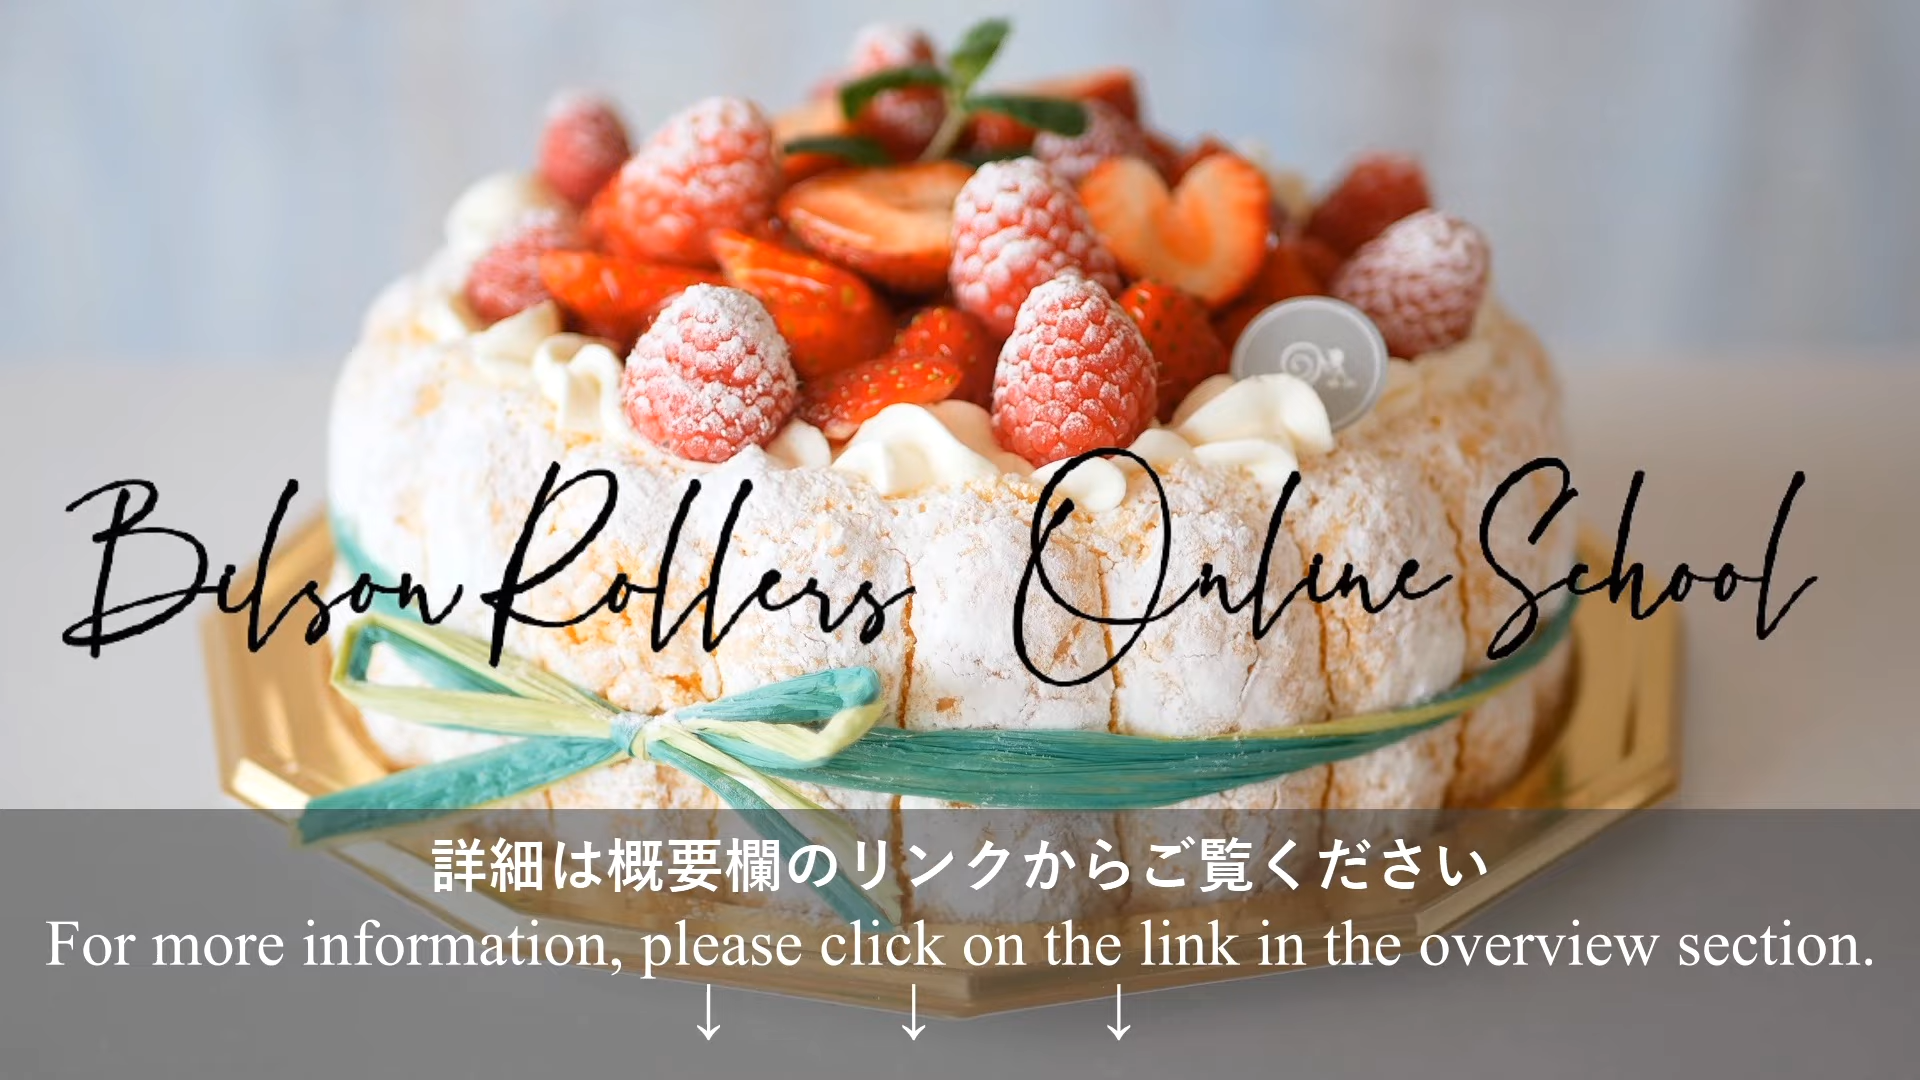 Bilson Rollers Online School
詳細は概要欄のリンクからご覧ください
For more information, please click on the link in the overview section.
↓ ↓ ↓